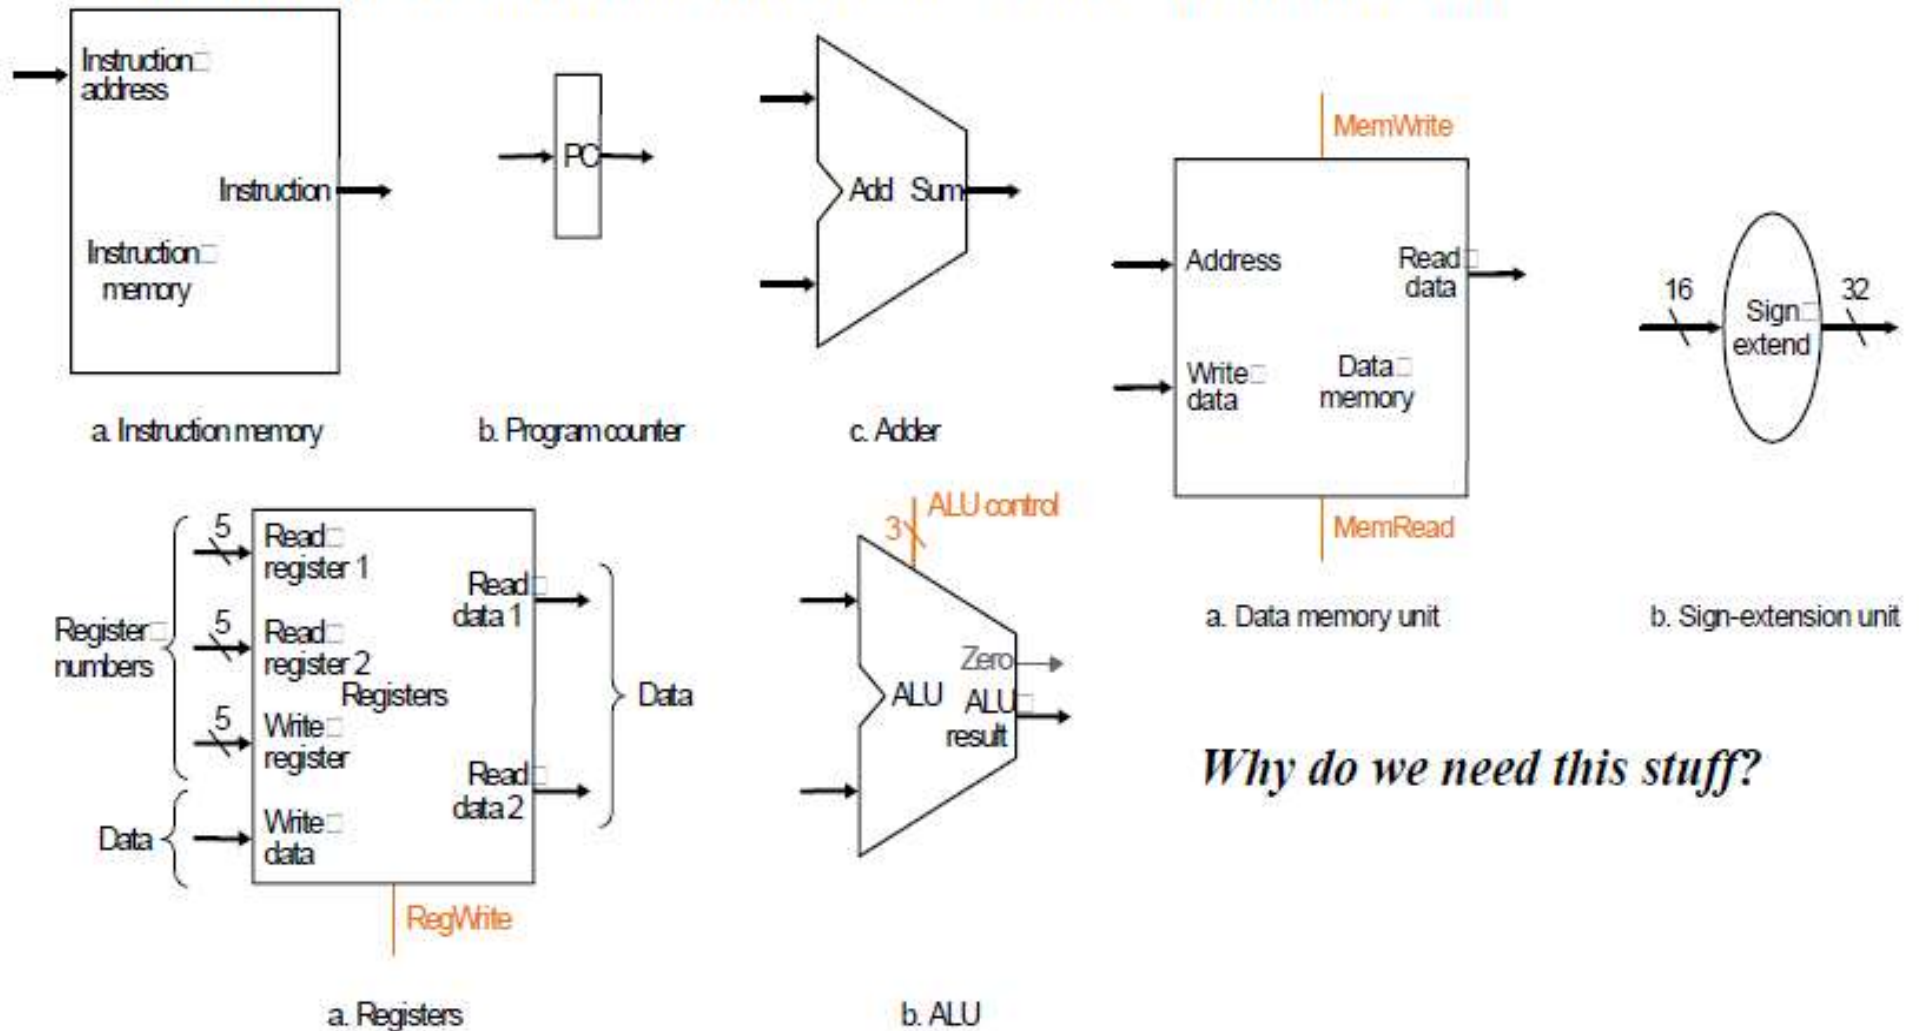 Instruction
address
Instruction
Instruction
memory
a. Instruction memory
PC
b. Program counter
Add Sum
c. Adder
MemWrite
Address
Read
data
Write
data
Data
memory
MemRead
a. Data memory unit
16
Sign
extend
32
b. Sign-extension unit
Register
numbers
5
Read
register 1
5
Read
register 2
5
Write
register
Data
Write
data
Registers
Read
data 1
Read
data 2
Data
RegWrite
a. Registers
ALU control
3
Zero
ALU
ALU
result
b. ALU
Why do we need this stuff?